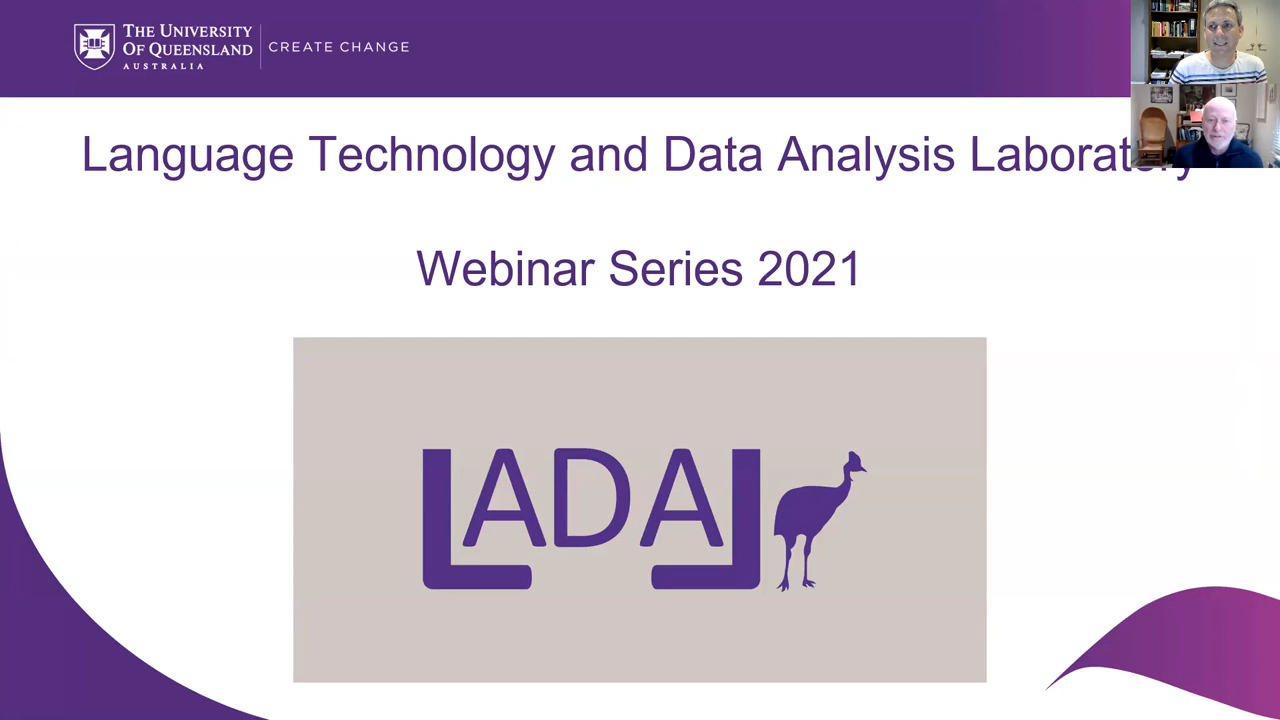 THE UNIVERSITY
OF QUEENSLAND
AUSTRALIA
CREATE CHANGE
Language Technology and Data Analysis Laboratory
Webinar Series 2021
LADAL